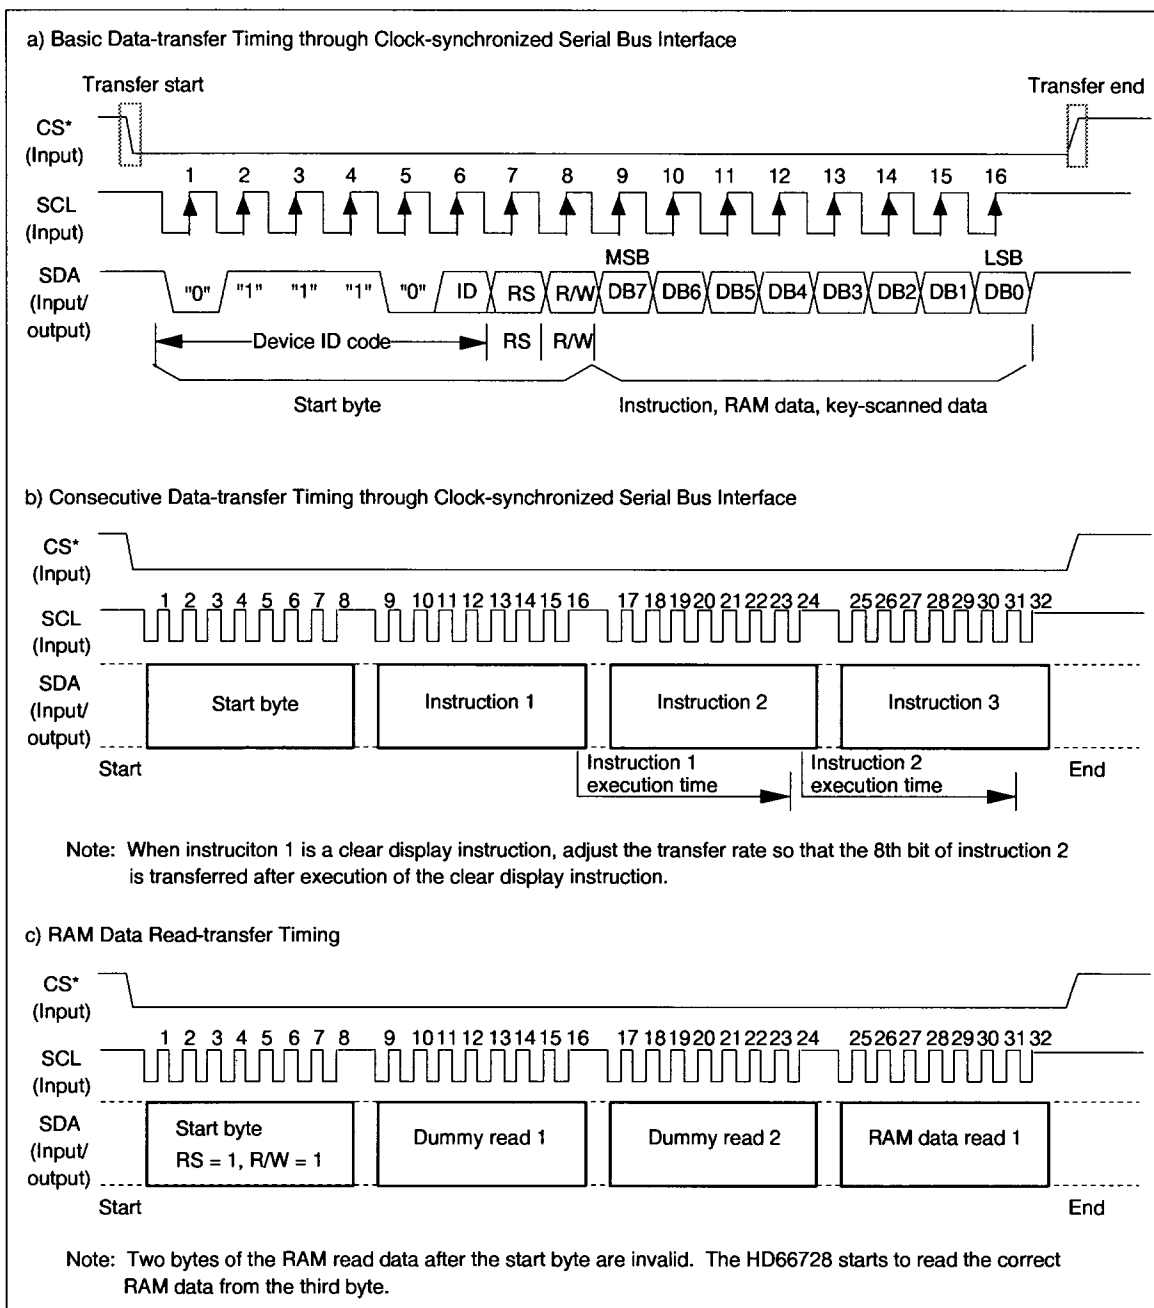 a) Basic Data-transfer Timing through Clock-synchronized Serial Bus Interface
Transfer start
Transfer end
CS*
(Input)
1 2 3 4 5 6 7 8 9 10 11 12 13 14 15 16
SCL
(Input)
MSB LSB
SDA
(Input/
output)
"0" "1" "1" "1" "0" ID RS R/W DB7 DB6 DB5 DB4 DB3 DB2 DB1 DB0
Device ID code RS R/W
Start byte
Instruction, RAM data, key-scanned data
b) Consecutive Data-transfer Timing through Clock-synchronized Serial Bus Interface
CS*
(Input)
1 2 3 4 5 6 7 8 9 10 11 12 13 14 15 16 17 18 19 20 21 22 23 24 25 26 27 28 29 30 31 32
SCL
(Input)
SDA
(Input/
output)
Start byte
Instruction 1
Instruction 2
Instruction 3
Start
Instruction 1
execution time
Instruction 2
execution time
End
Note: When instruciton 1 is a clear display instruction, adjust the transfer rate so that the 8th bit of instruction 2
is transferred after execution of the clear display instruction.
c) RAM Data Read-transfer Timing
CS*
(Input)
1 2 3 4 5 6 7 8 9 10 11 12 13 14 15 16 17 18 19 20 21 22 23 24 25 26 27 28 29 30 31 32
SCL
(Input)
SDA
(Input/
output)
Start byte
RS = 1, R/W = 1
Dummy read 1
Dummy read 2
RAM data read 1
Start
End
Note: Two bytes of the RAM read data after the start byte are invalid. The HD66728 starts to read the correct
RAM data from the third byte.